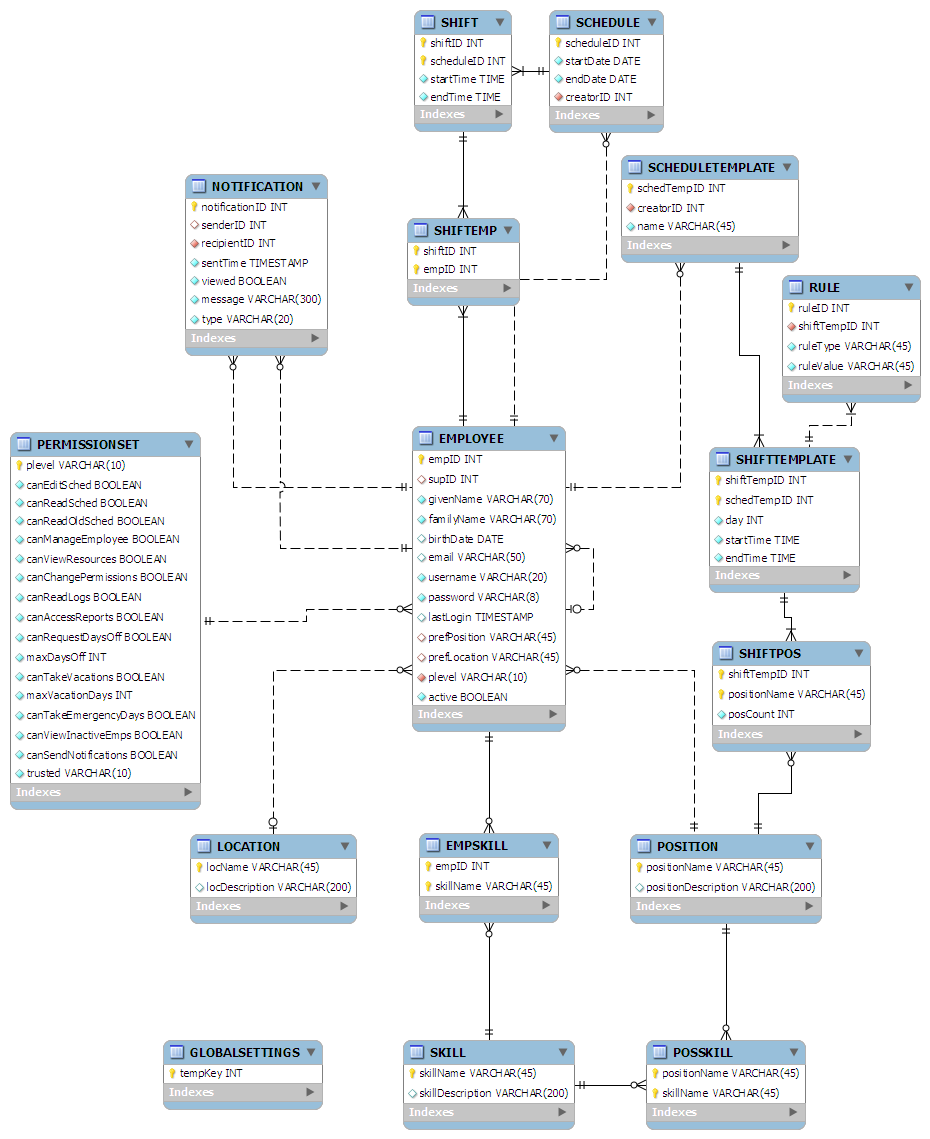 SHIFT
shiftID INT
scheduleID INT
startTime TIME
endTime TIME
Indexes
SCHEDULE
scheduleID INT
startDate DATE
endDate DATE
creatorID INT
Indexes
SCHEDULETEMPLATE
schedTempID INT
creatorID INT
name VARCHAR(45)
Indexes
NOTIFICATION
notificationID INT
senderID INT
recipientID INT
sentTime TIMESTAMP
viewed BOOLEAN
message VARCHAR(300)
type VARCHAR(20)
Indexes
SHIFTEMP
shiftID INT
empID INT
Indexes
RULE
ruleID INT
shiftTempID INT
ruleType VARCHAR(45)
ruleValue VARCHAR(45)
Indexes
PERMISSIONSET
plevel VARCHAR(10)
canEditSched BOOLEAN
canReadSched BOOLEAN
canReadOldSched BOOLEAN
canManageEmployee BOOLEAN
canViewResources BOOLEAN
canChangePermissions BOOLEAN
canReadLogs BOOLEAN
canAccessReports BOOLEAN
canRequestDaysOff BOOLEAN
maxDaysOff INT
canTakeVacations BOOLEAN
maxVacationDays INT
canTakeEmergencyDays BOOLEAN
canViewInactiveEmps BOOLEAN
canSendNotifications BOOLEAN
trusted VARCHAR(10)
Indexes
EMPLOYEE
empID INT
supID INT
givenName VARCHAR(70)
familyName VARCHAR(70)
birthDate DATE
email VARCHAR(50)
username VARCHAR(20)
password VARCHAR(8)
lastLogin TIMESTAMP
prefPosition VARCHAR(45)
prefLocation VARCHAR(45)
plevel VARCHAR(10)
active BOOLEAN
Indexes
SHIFTTEMPLATE
shiftTempID INT
schedTempID INT
day INT
startTime TIME
endTime TIME
Indexes
SHIFTPOS
shiftTempID INT
positionName VARCHAR(45)
posCount INT
Indexes
LOCATION
locName VARCHAR(45)
locDescription VARCHAR(200)
Indexes
EMPSKILL
empID INT
skillName VARCHAR(45)
Indexes
POSITION
positionName VARCHAR(45)
positionDescription VARCHAR(200)
Indexes
GLOBALSETTINGS
tempKey INT
Indexes
SKILL
skillName VARCHAR(45)
skillDescription VARCHAR(200)
Indexes
POSSKILL
positionName VARCHAR(45)
skillName VARCHAR(45)
Indexes